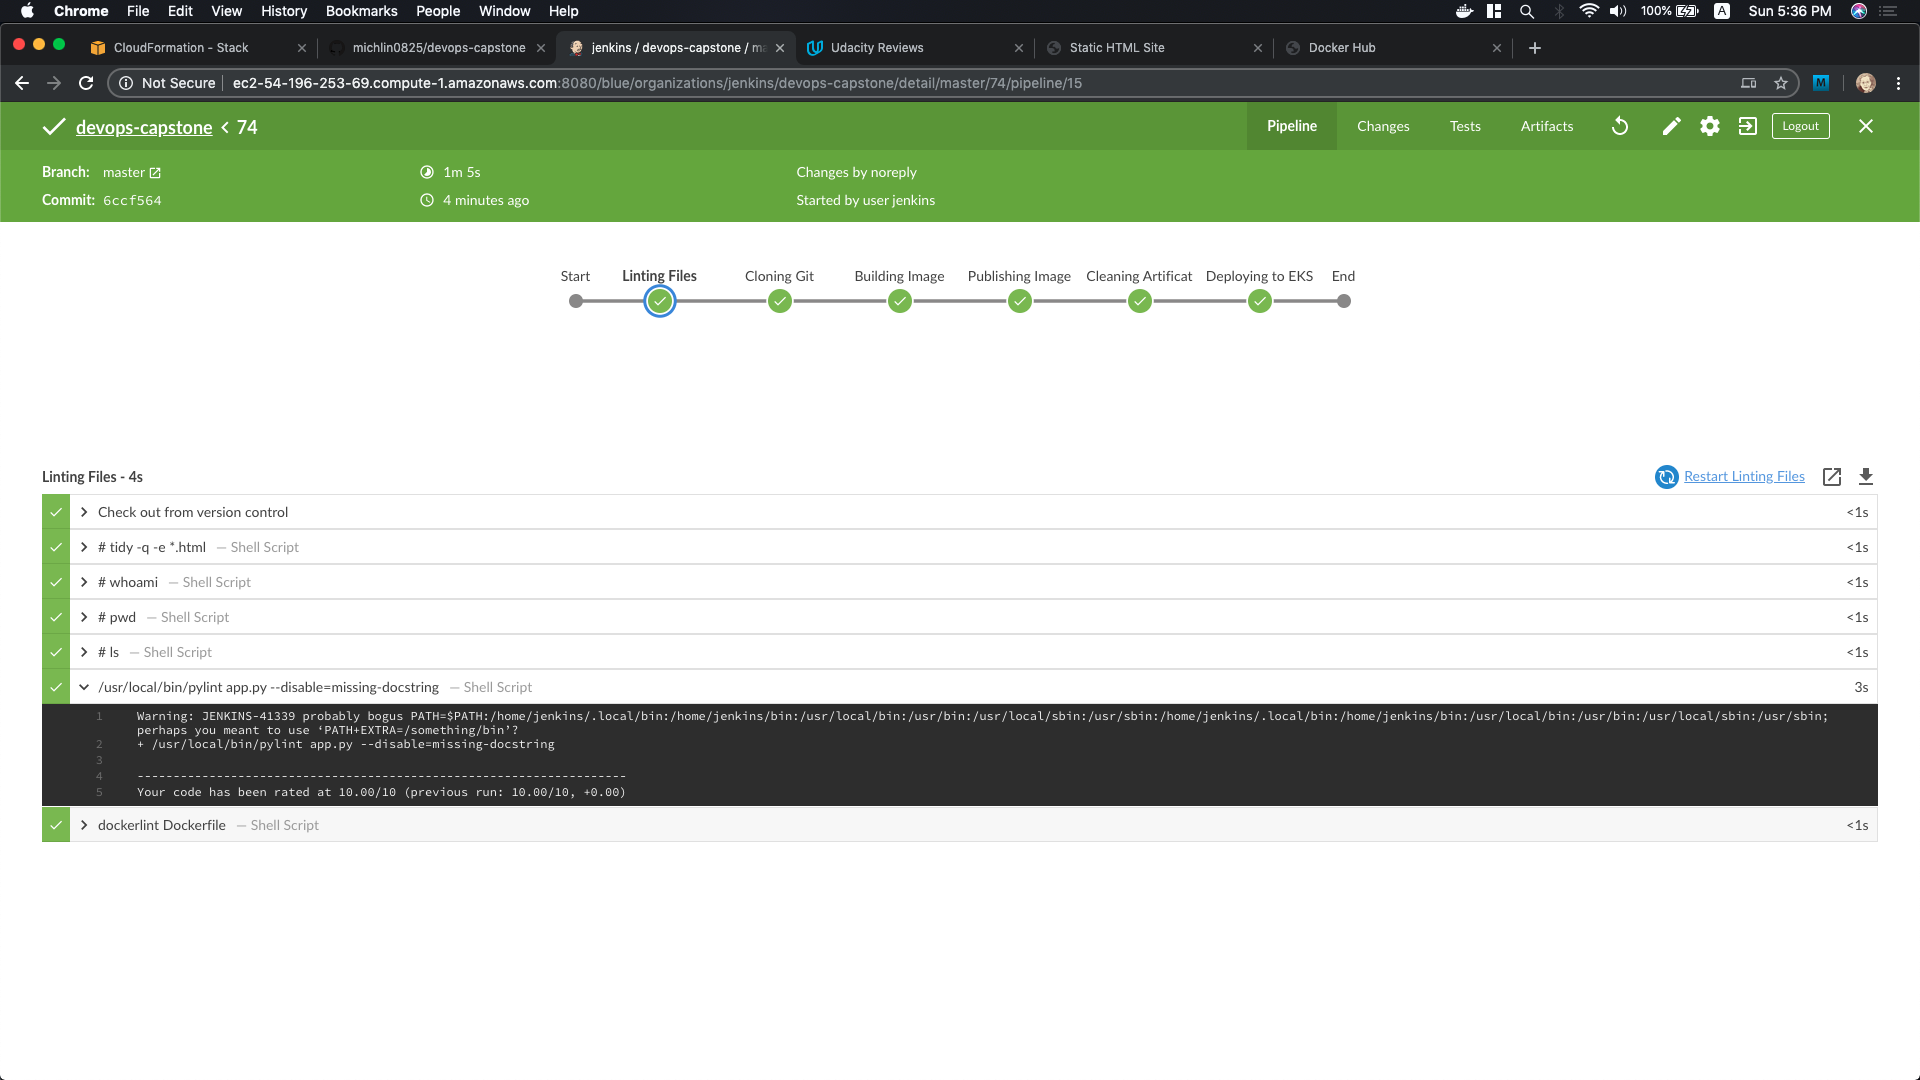 Chrome File Edit View History Bookmarks People Window Help 100% A Sun 5:36 PM
CloudFormation - Stack michlin0825/devops-capstone jenkins / devops-capstone / ma Udacity Reviews Static HTML Site Docker Hub
Not Secure ec2-54-196-253-69.compute-1.amazonaws.com:8080/blue/organizations/jenkins/devops-capstone/detail/master/74/pipeline/15 M
devops-capstone < 74 Pipeline Changes Tests Artifacts Logout
Branch: master 1m 5s Changes by noreply
Commit: 6ccf564 4 minutes ago Started by user jenkins
Start Linting Files Cloning Git Building Image Publishing Image Cleaning Artificat Deploying to EKS End
Linting Files - 4s Restart Linting Files
Check out from version control <1s
# tidy -q -e *.html — Shell Script <1s
# whoami — Shell Script <1s
# pwd — Shell Script <1s
# ls — Shell Script <1s
/usr/local/bin/pylint app.py --disable=missing-docstring — Shell Script 3s
1 Warning: JENKINS-41339 probably bogus PATH=$PATH:/home/jenkins/.local/bin:/home/jenkins/bin:/usr/local/bin:/usr/bin:/usr/local/sbin:/usr/sbin:/home/jenkins/.local/bin:/home/jenkins/bin:/usr/local/bin:/usr/bin:/usr/local/sbin:/usr/sbin;
perhaps you meant to use ‘PATH+EXTRA=/something/bin’?
2 + /usr/local/bin/pylint app.py --disable=missing-docstring
3
4 --------------------------------------------------------------------
5 Your code has been rated at 10.00/10 (previous run: 10.00/10, +0.00)
dockerlint Dockerfile — Shell Script <1s